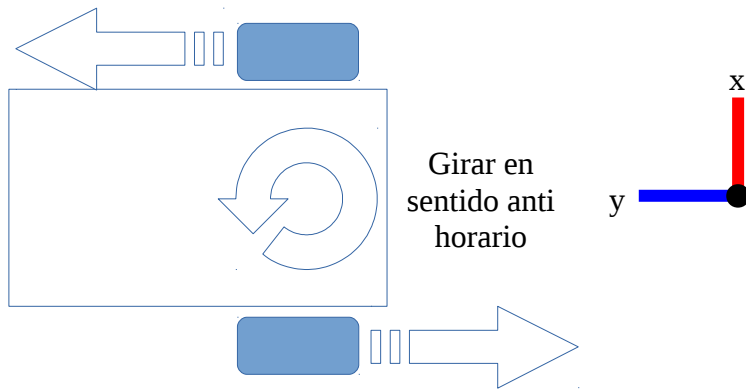 x
Girar en
sentido anti
horario
y